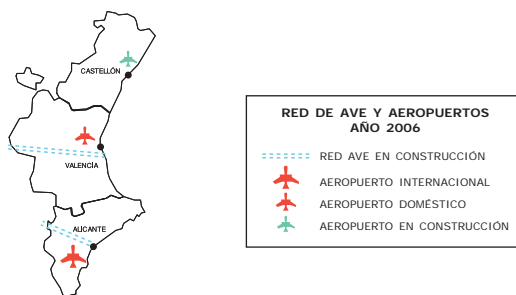 CASTELLÓN
VALENCÍA
ALICANTE
RED DE AVE Y AEROPUERTOS
AÑO 2006
RED AVE EN CONSTRUCCIÓN
AEROPUERTO INTERNACIONAL
AEROPUERTO DOMÉSTICO
AEROPUERTO EN CONSTRUCCIÓN